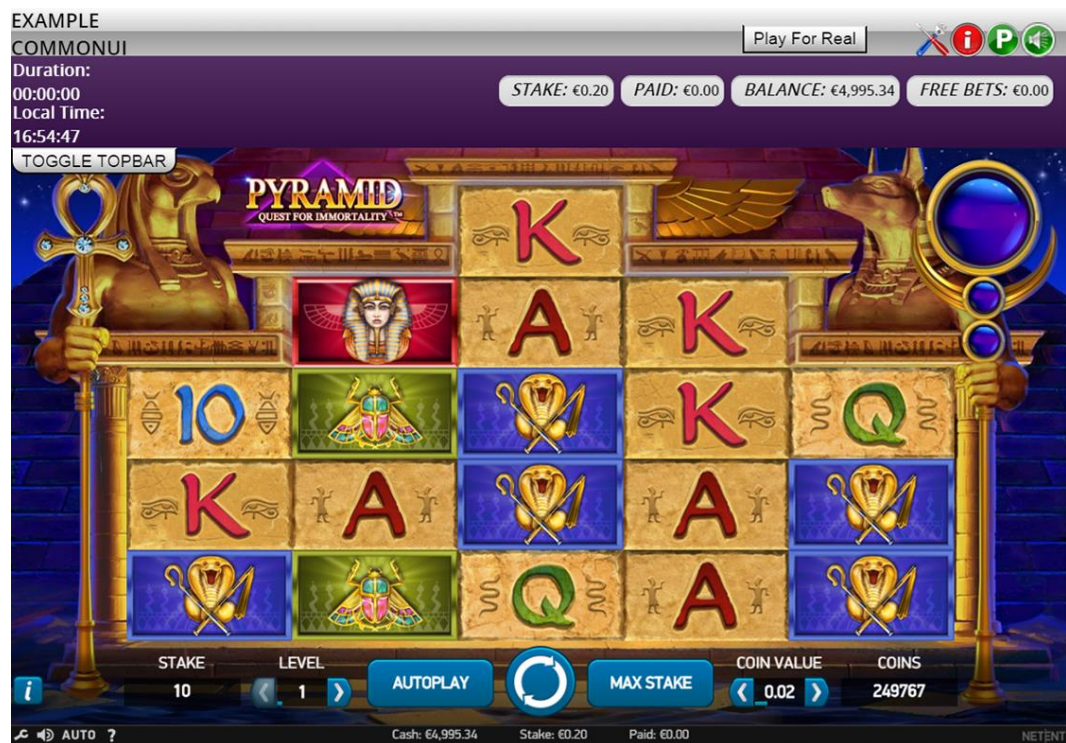 EXAMPLE
COMMONUI
Play For Real
i P
Duration:
00:00:00
Local Time:
16:54:47
STAKE: €0.20 PAID: €0.00 BALANCE: €4,995.34 FREE BETS: €0.00
TOGGLE TOPBAR
PYRAMID
QUEST FOR IMMORTALITY™
K
A K
10 K Q
K A A
Q A
STAKE LEVEL COIN VALUE COINS
AUTOPLAY MAX STAKE
i 10 1 0.02 249767
AUTO ? Cash: €4,995.34 Stake: €0.20 Paid: €0.00 NETENT